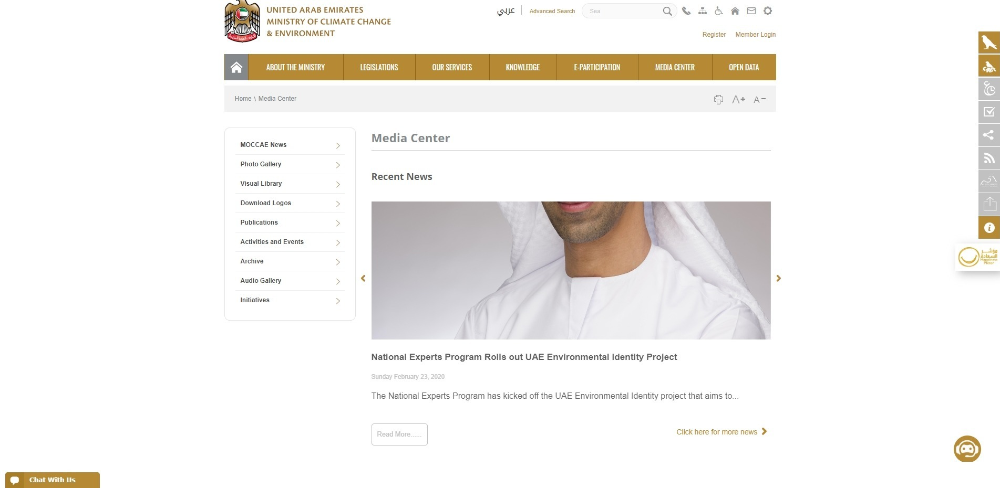 UNITED ARAB EMIRATES
MINISTRY OF CLIMATE CHANGE
& ENVIRONMENT
عربي
Advanced Search
Sea
Register
Member Login
ABOUT THE MINISTRY
LEGISLATIONS
OUR SERVICES
KNOWLEDGE
E-PARTICIPATION
MEDIA CENTER
OPEN DATA
Home \ Media Center
A+
A-
MOCCAE News
Photo Gallery
Visual Library
Download Logos
Publications
Activities and Events
Archive
Audio Gallery
Initiatives
Media Center
Recent News
National Experts Program Rolls out UAE Environmental Identity Project
Sunday February 23, 2020
The National Experts Program has kicked off the UAE Environmental Identity project that aims to...
Read More......
Click here for more news
مؤشر
السعادة
Happiness
Meter
Chat With Us